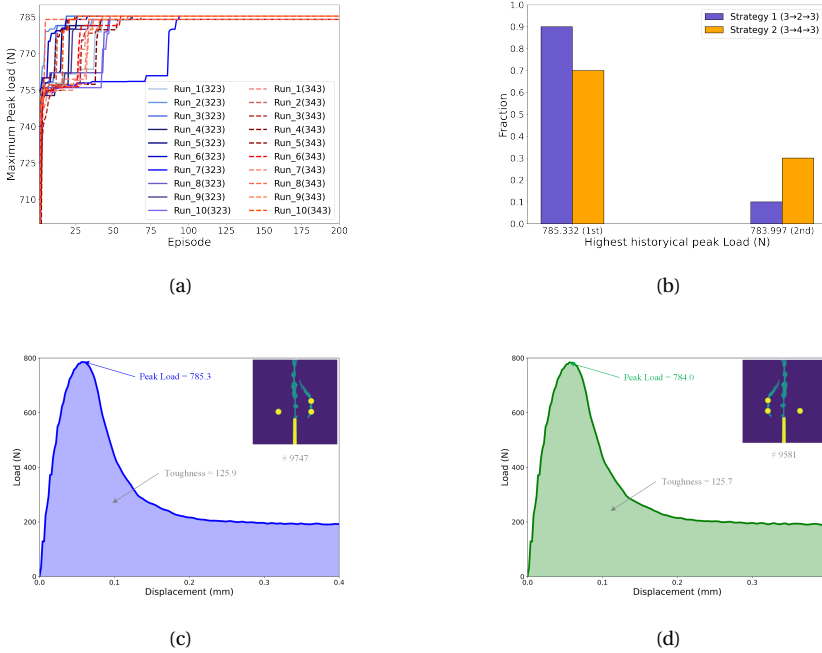 785
770
755
740
725
710
Maximum Peak load (N)
Run_1(323)
Run_2(323)
Run_3(323)
Run_4(323)
Run_5(323)
Run_6(323)
Run_7(323)
Run_8(323)
Run_9(323)
Run_10(323)
Run_1(343)
Run_2(343)
Run_3(343)
Run_4(343)
Run_5(343)
Run_6(343)
Run_7(343)
Run_8(343)
Run_9(343)
Run_10(343)
25 50 75 100 125 150 175 200
Episode
(a)
1.0
0.9
0.8
0.7
0.6
0.5
0.4
0.3
0.2
0.1
0.0
Fraction
Strategy 1 (3→2→3)
Strategy 2 (3→4→3)
785.332 (1st) 783.997 (2nd)
Highest historyical peak Load (N)
(b)
800
600
400
200
0
Load (N)
Peak Load = 785.3
# 9747
Toughness = 125.9
0.0 0.1 0.2 0.3 0.4
Displacement (mm)
(c)
800
600
400
200
0
Load (N)
Peak Load = 784.0
# 9581
Toughness = 125.7
0.0 0.1 0.2 0.3
Displacement (mm)
(d)